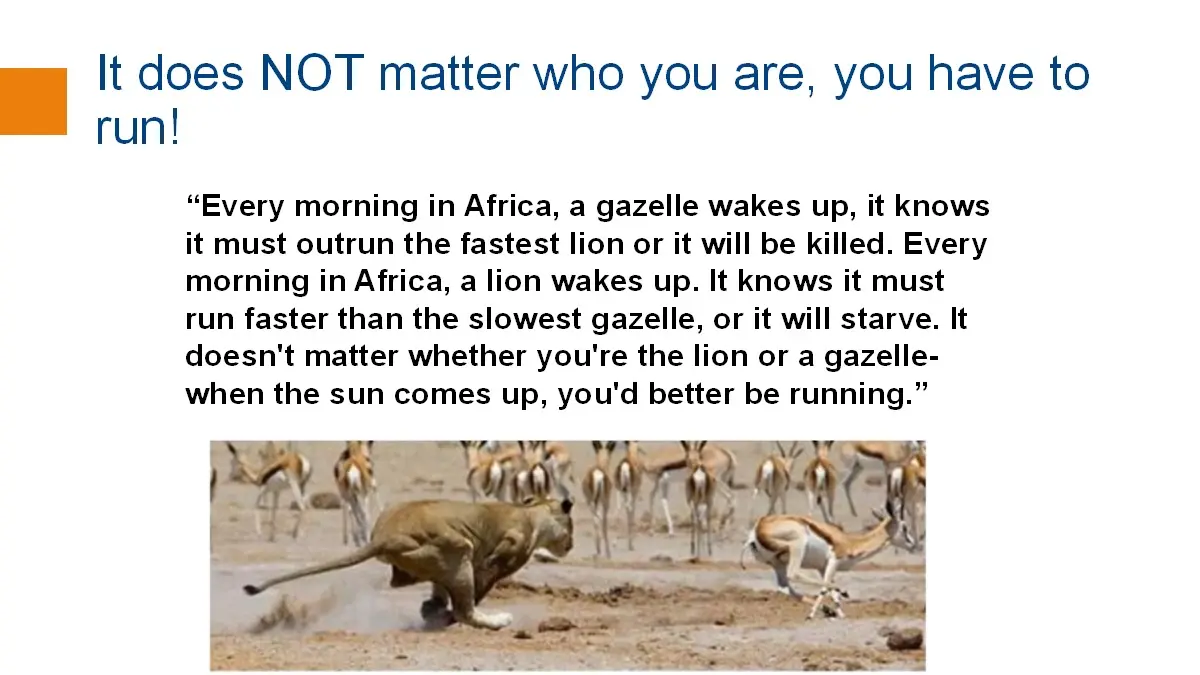 It does NOT matter who you are, you have to
run!
“Every morning in Africa, a gazelle wakes up, it knows
it must outrun the fastest lion or it will be killed. Every
morning in Africa, a lion wakes up. It knows it must
run faster than the slowest gazelle, or it will starve. It
doesn't matter whether you're the lion or a gazelle-
when the sun comes up, you'd better be running.”